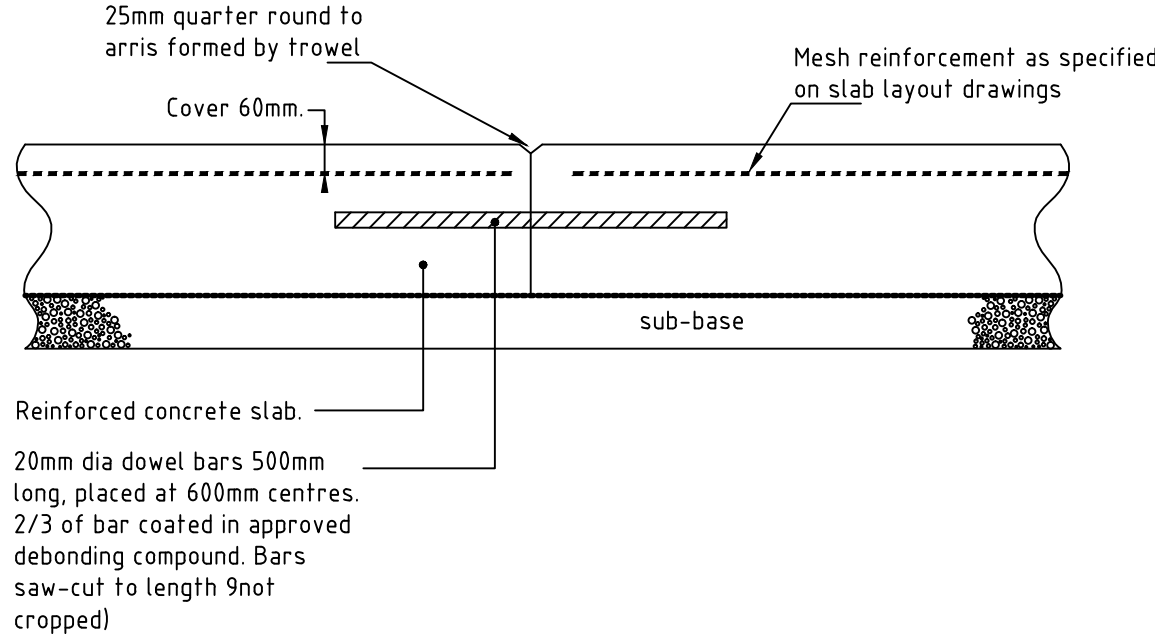 25mm quarter round to
arris formed by trowel
Mesh reinforcement as specified
on slab layout drawings
Cover 60mm.
sub-base
Reinforced concrete slab.
20mm dia dowel bars 500mm
long, placed at 600mm centres.
2/3 of bar coated in approved
debonding compound. Bars
saw-cut to length 9not
cropped)